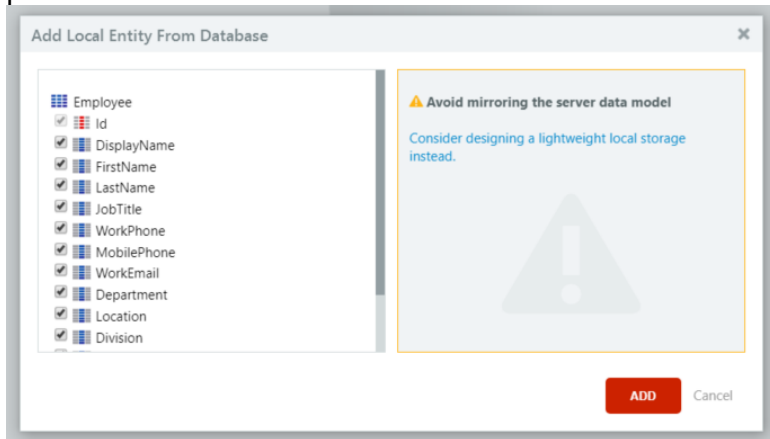 Add Local Entity From Database
Employee
Id
DisplayName
FirstName
LastName
JobTitle
WorkPhone
MobilePhone
WorkEmail
Department
Location
Division
Avoid mirroring the server data model
Consider designing a lightweight local storage
instead.
ADD
Cancel